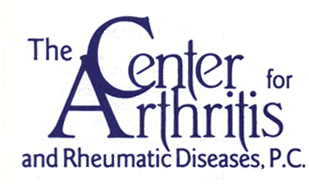 The Center for
Arthritis
and Rheumatic Diseases, P.C.